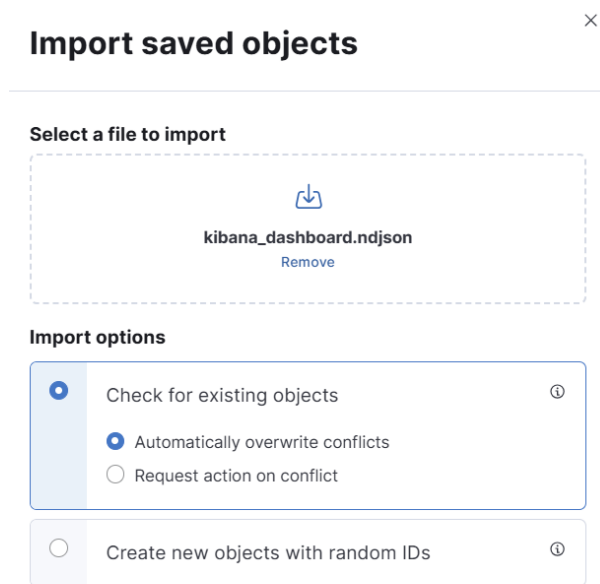 Import saved objects
Select a file to import
kibana_dashboard.ndjson
Remove
Import options
Check for existing objects
Automatically overwrite conflicts
Request action on conflict
Create new objects with random IDs